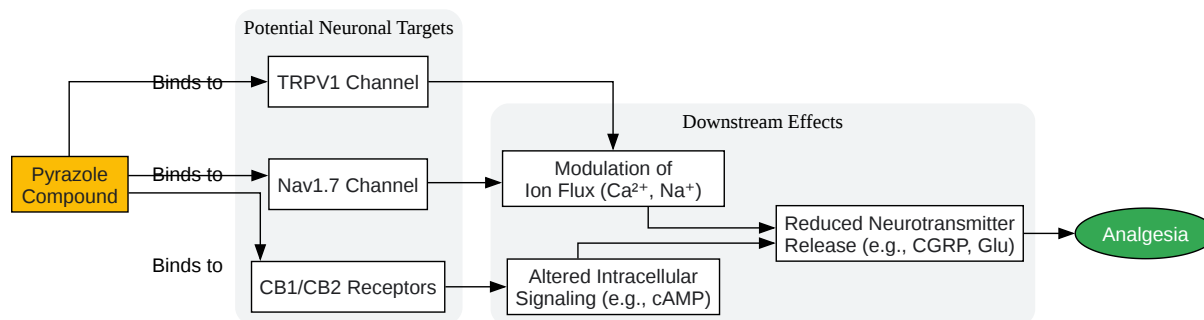 Potential Neuronal Targets
Binds to
TRPV1 Channel
Downstream Effects
Pyrazole
Compound
Binds to
Nav1.7 Channel
Modulation of
Ion Flux (Ca²⁺, Na⁺)
Binds to
CB1/CB2 Receptors
Altered Intracellular
Signaling (e.g., cAMP)
Reduced Neurotransmitter
Release (e.g., CGRP, Glu)
Analgesia